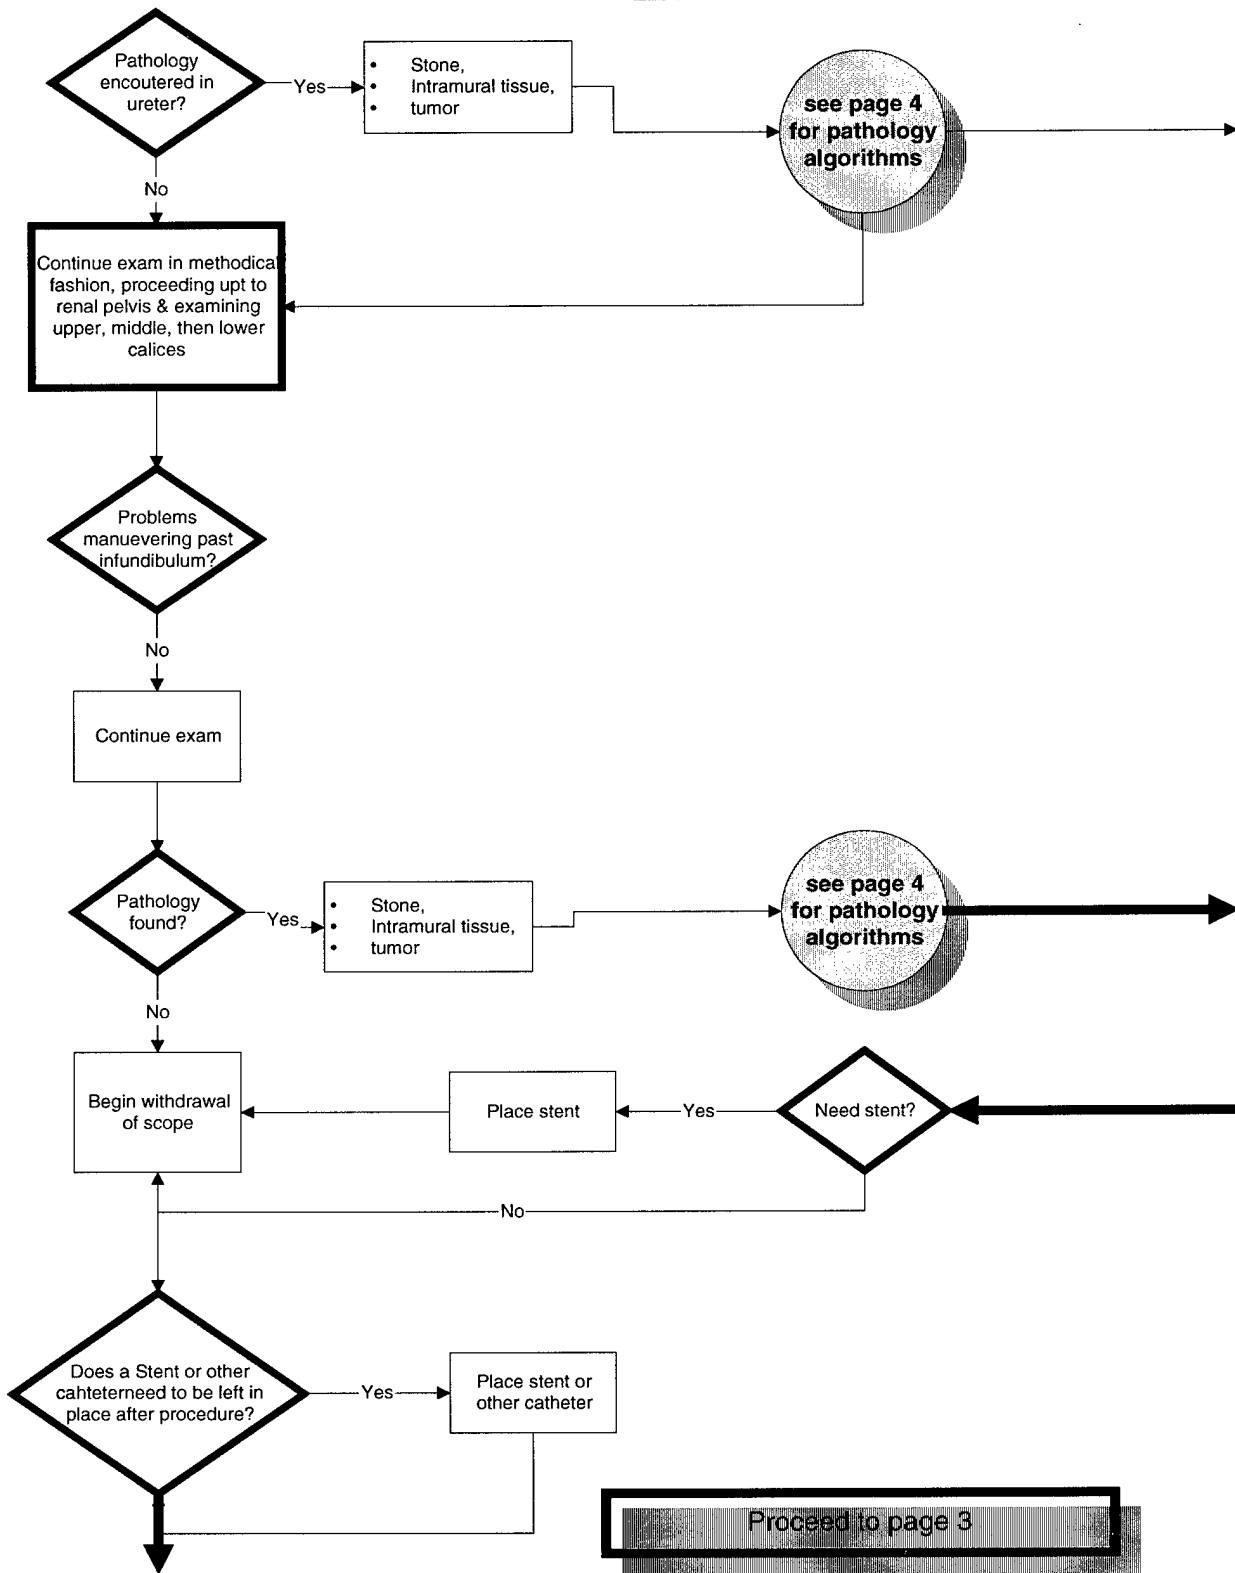 Pathology
encoutered in
ureter?
Yes
• Stone,
• Intramural tissue,
• tumor
see page 4
for pathology
algorithms
No
Continue exam in methodical
fashion, proceeding upt to
renal pelvis & examining
upper, middle, then lower
calices
Problems
manuevering past
infundibulum?
No
Continue exam
Pathology
found?
Yes
• Stone,
• Intramural tissue,
• tumor
see page 4
for pathology
algorithms
No
Begin withdrawal
of scope
Place stent
Yes
Need stent?
No
Does a Stent or other
cahteterneed to be left in
place after procedure?
Yes
Place stent or
other catheter
Proceed to page 3